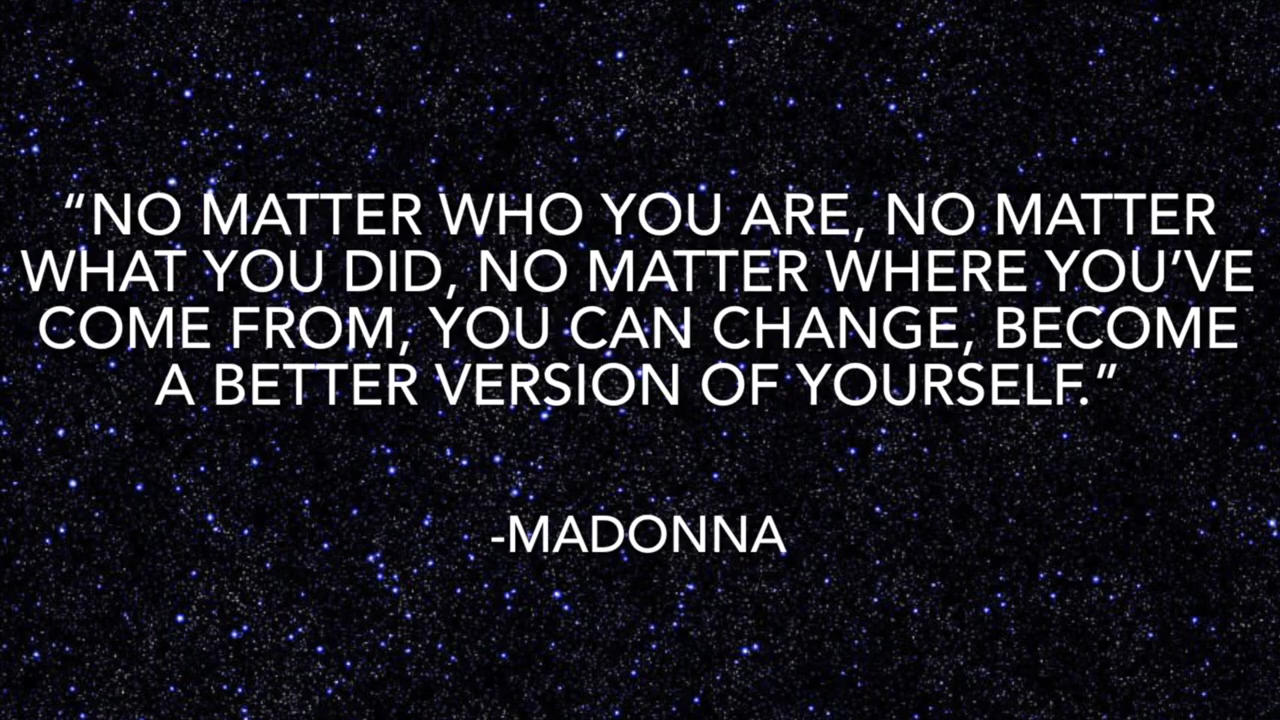 “NO MATTER WHO YOU ARE, NO MATTER
WHAT YOU DID, NO MATTER WHERE YOU’VE
COME FROM, YOU CAN CHANGE, BECOME
A BETTER VERSION OF YOURSELF.”
-MADONNA